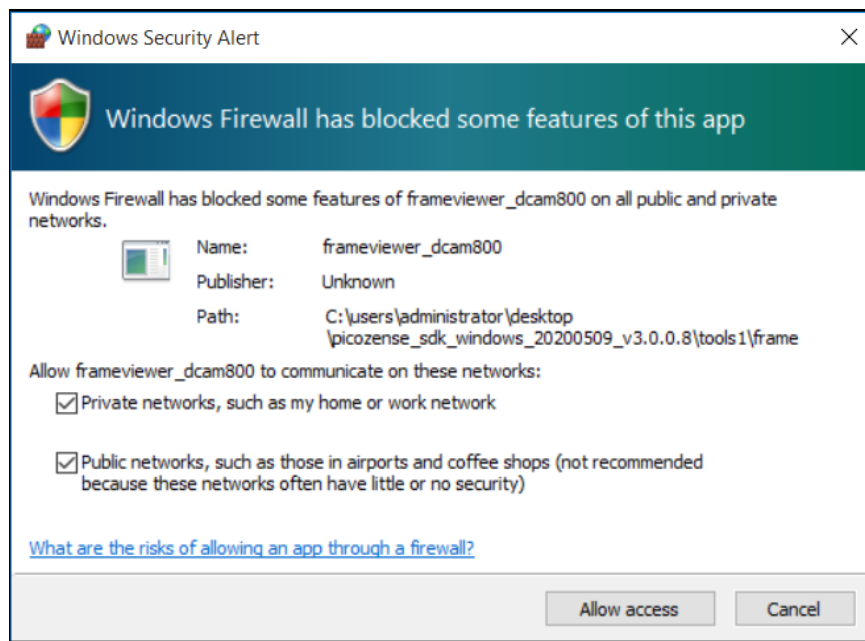 Windows Security Alert
Windows Firewall has blocked some features of this app
Windows Firewall has blocked some features of frameviewer_dcam800 on all public and private
networks.
Name: frameviewer_dcam800
Publisher: Unknown
Path: C:\users\administrator\desktop
\picozense_sdk_windows_20200509_v3.0.0.8\tools1\frame
Allow frameviewer_dcam800 to communicate on these networks:
Private networks, such as my home or work network
Public networks, such as those in airports and coffee shops (not recommended
because these networks often have little or no security)
What are the risks of allowing an app through a firewall?
Allow access Cancel